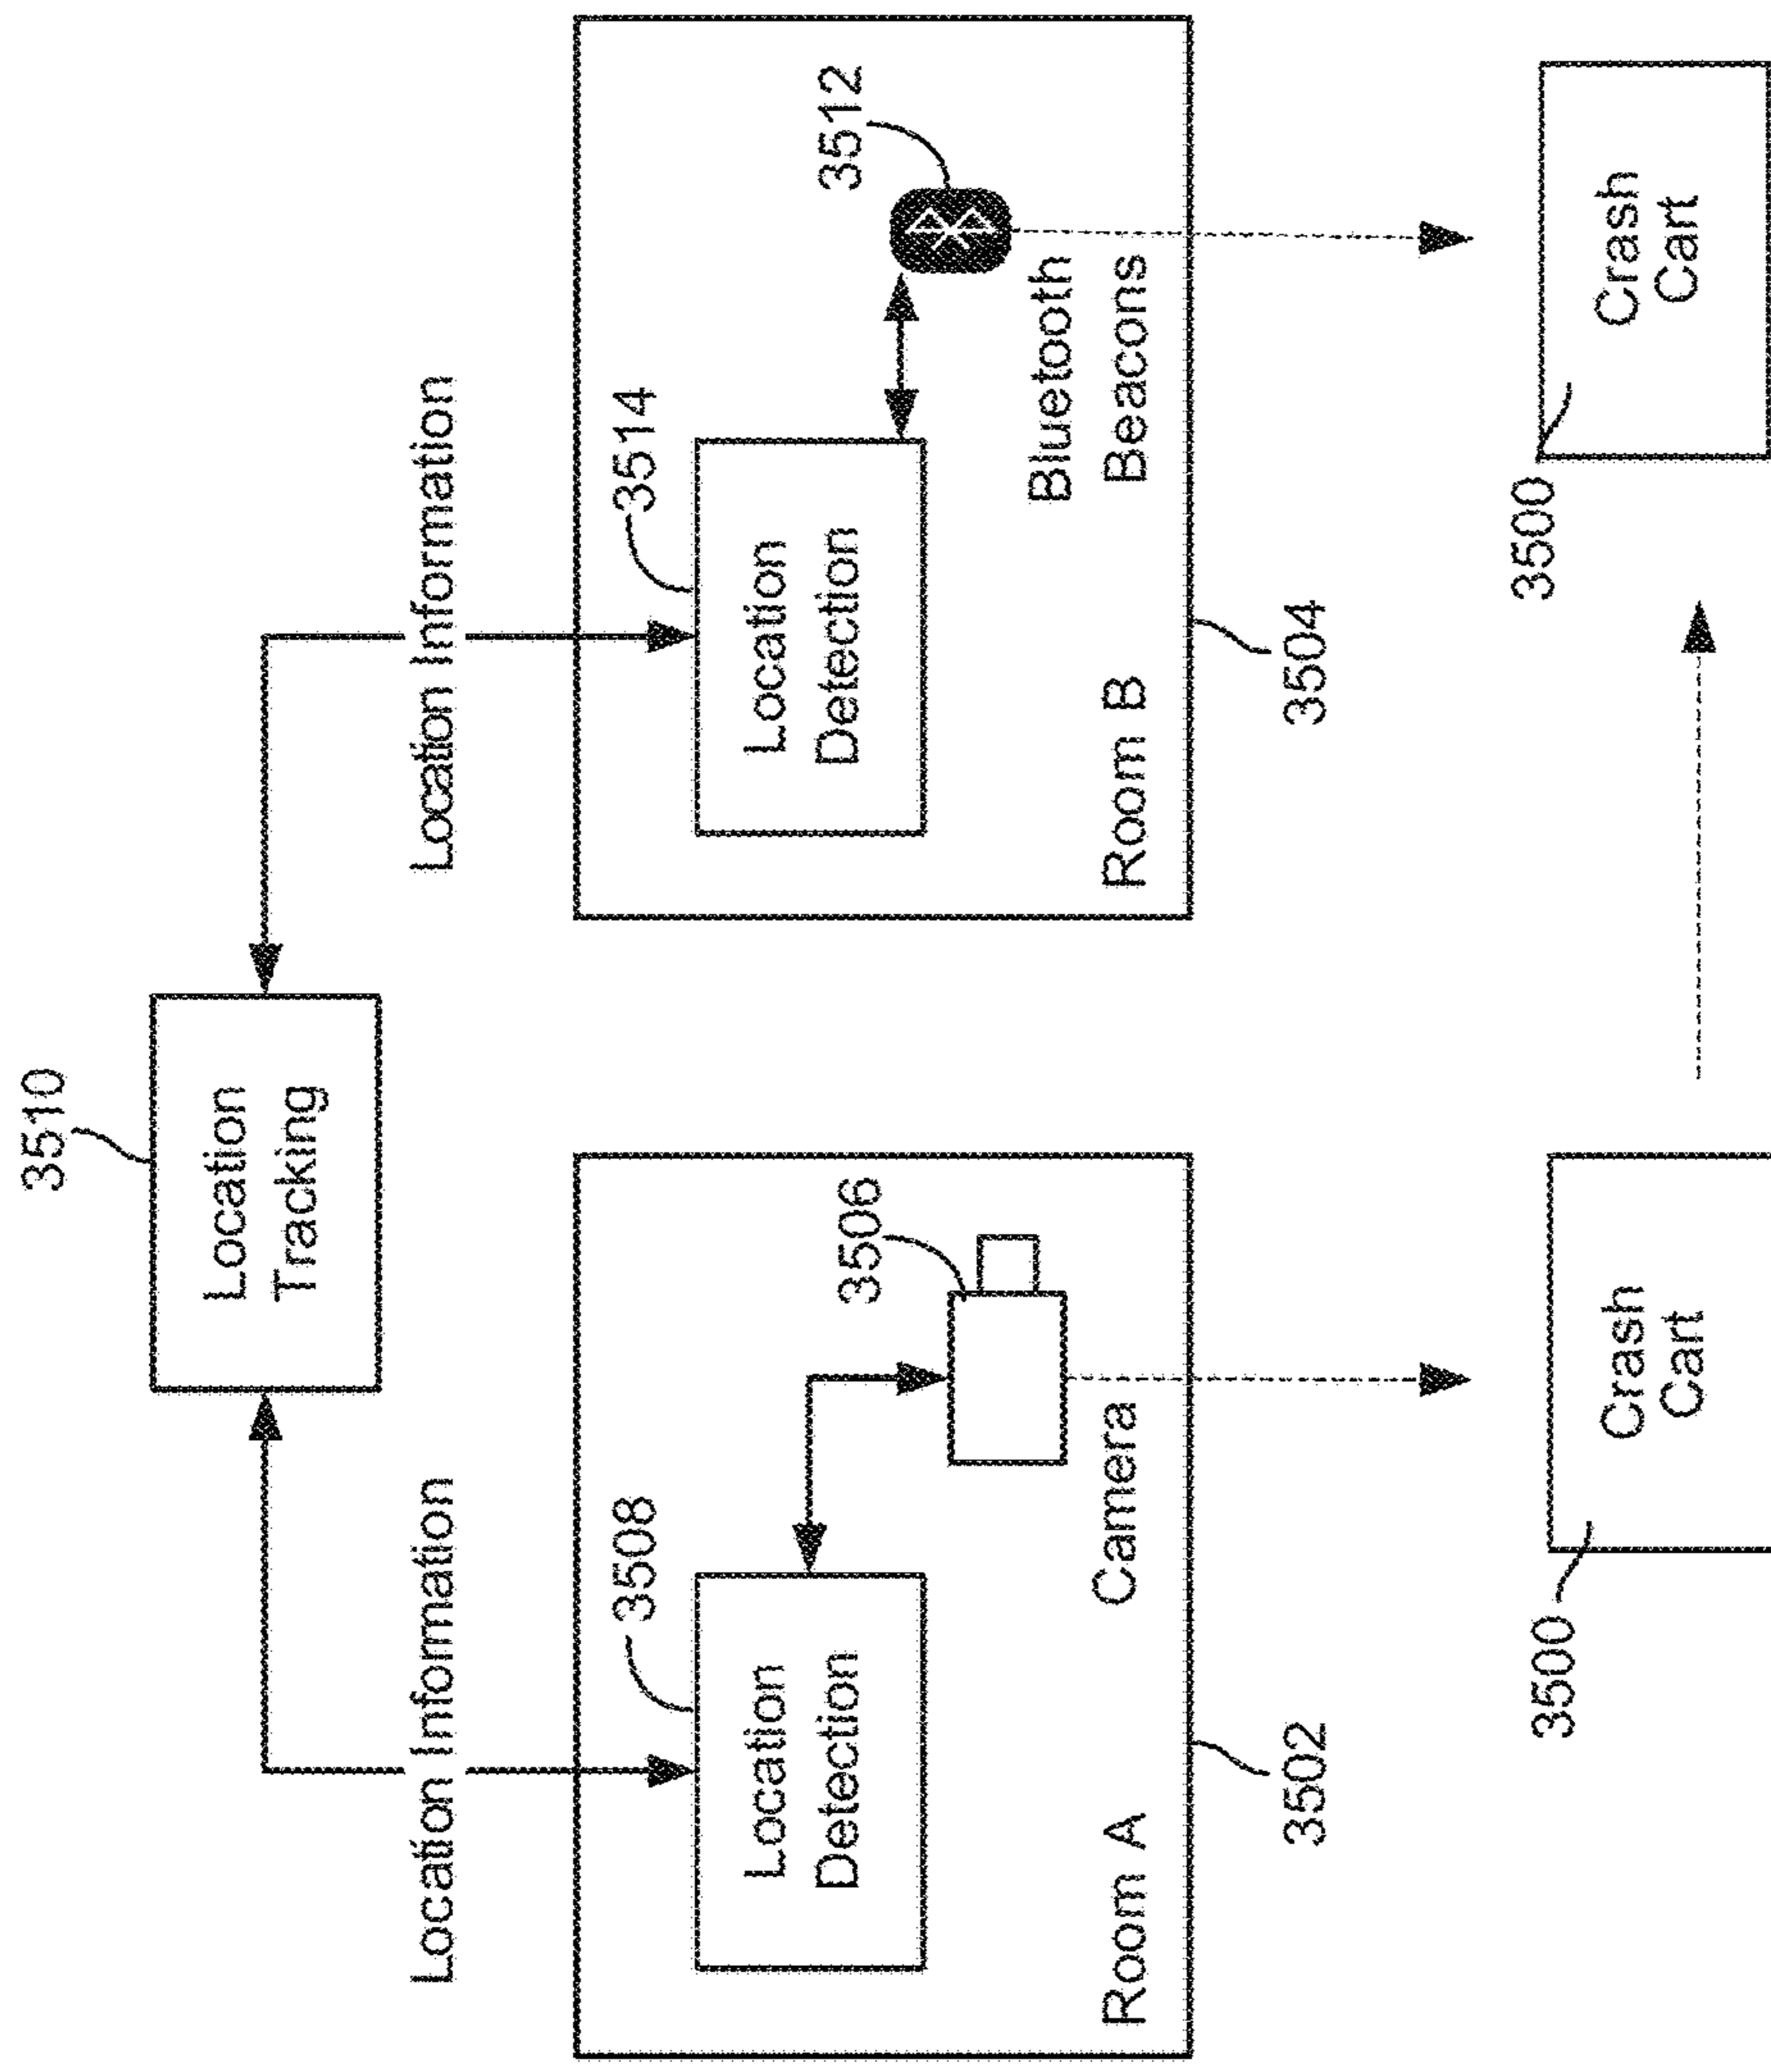 3510
Location
Tracking
Location Information
Location Information
3508
Location
Detection
3506
Camera
Room A
3502
3514
Location
Detection
3512
Bluetooth
Beacons
Room B
3504
3500
Crash
Cart
3500
Crash
Cart